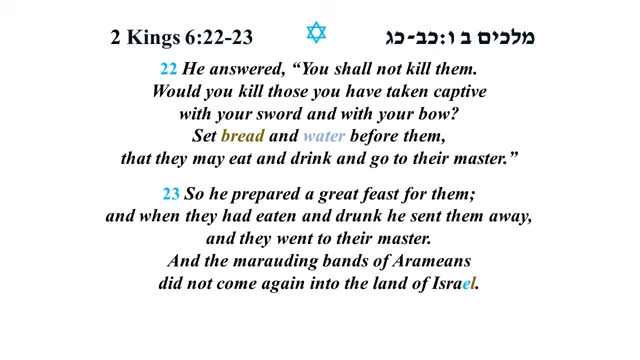 2 Kings 6:22-23 ✡ מלכים ב ו:כב-כג
22 He answered, “You shall not kill them.
Would you kill those you have taken captive
with your sword and with your bow?
Set bread and water before them,
that they may eat and drink and go to their master.”
23 So he prepared a great feast for them;
and when they had eaten and drunk he sent them away,
and they went to their master.
And the marauding bands of Arameans
did not come again into the land of Israel.